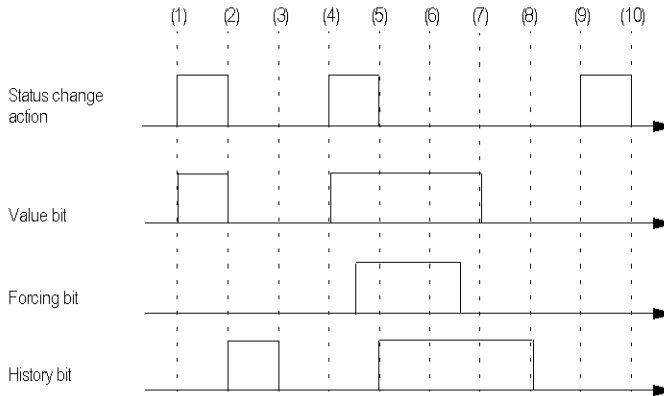 (1) (2) (3) (4) (5) (6) (7) (8) (9) (10)
Status change
action
Value bit
Forcing bit
History bit